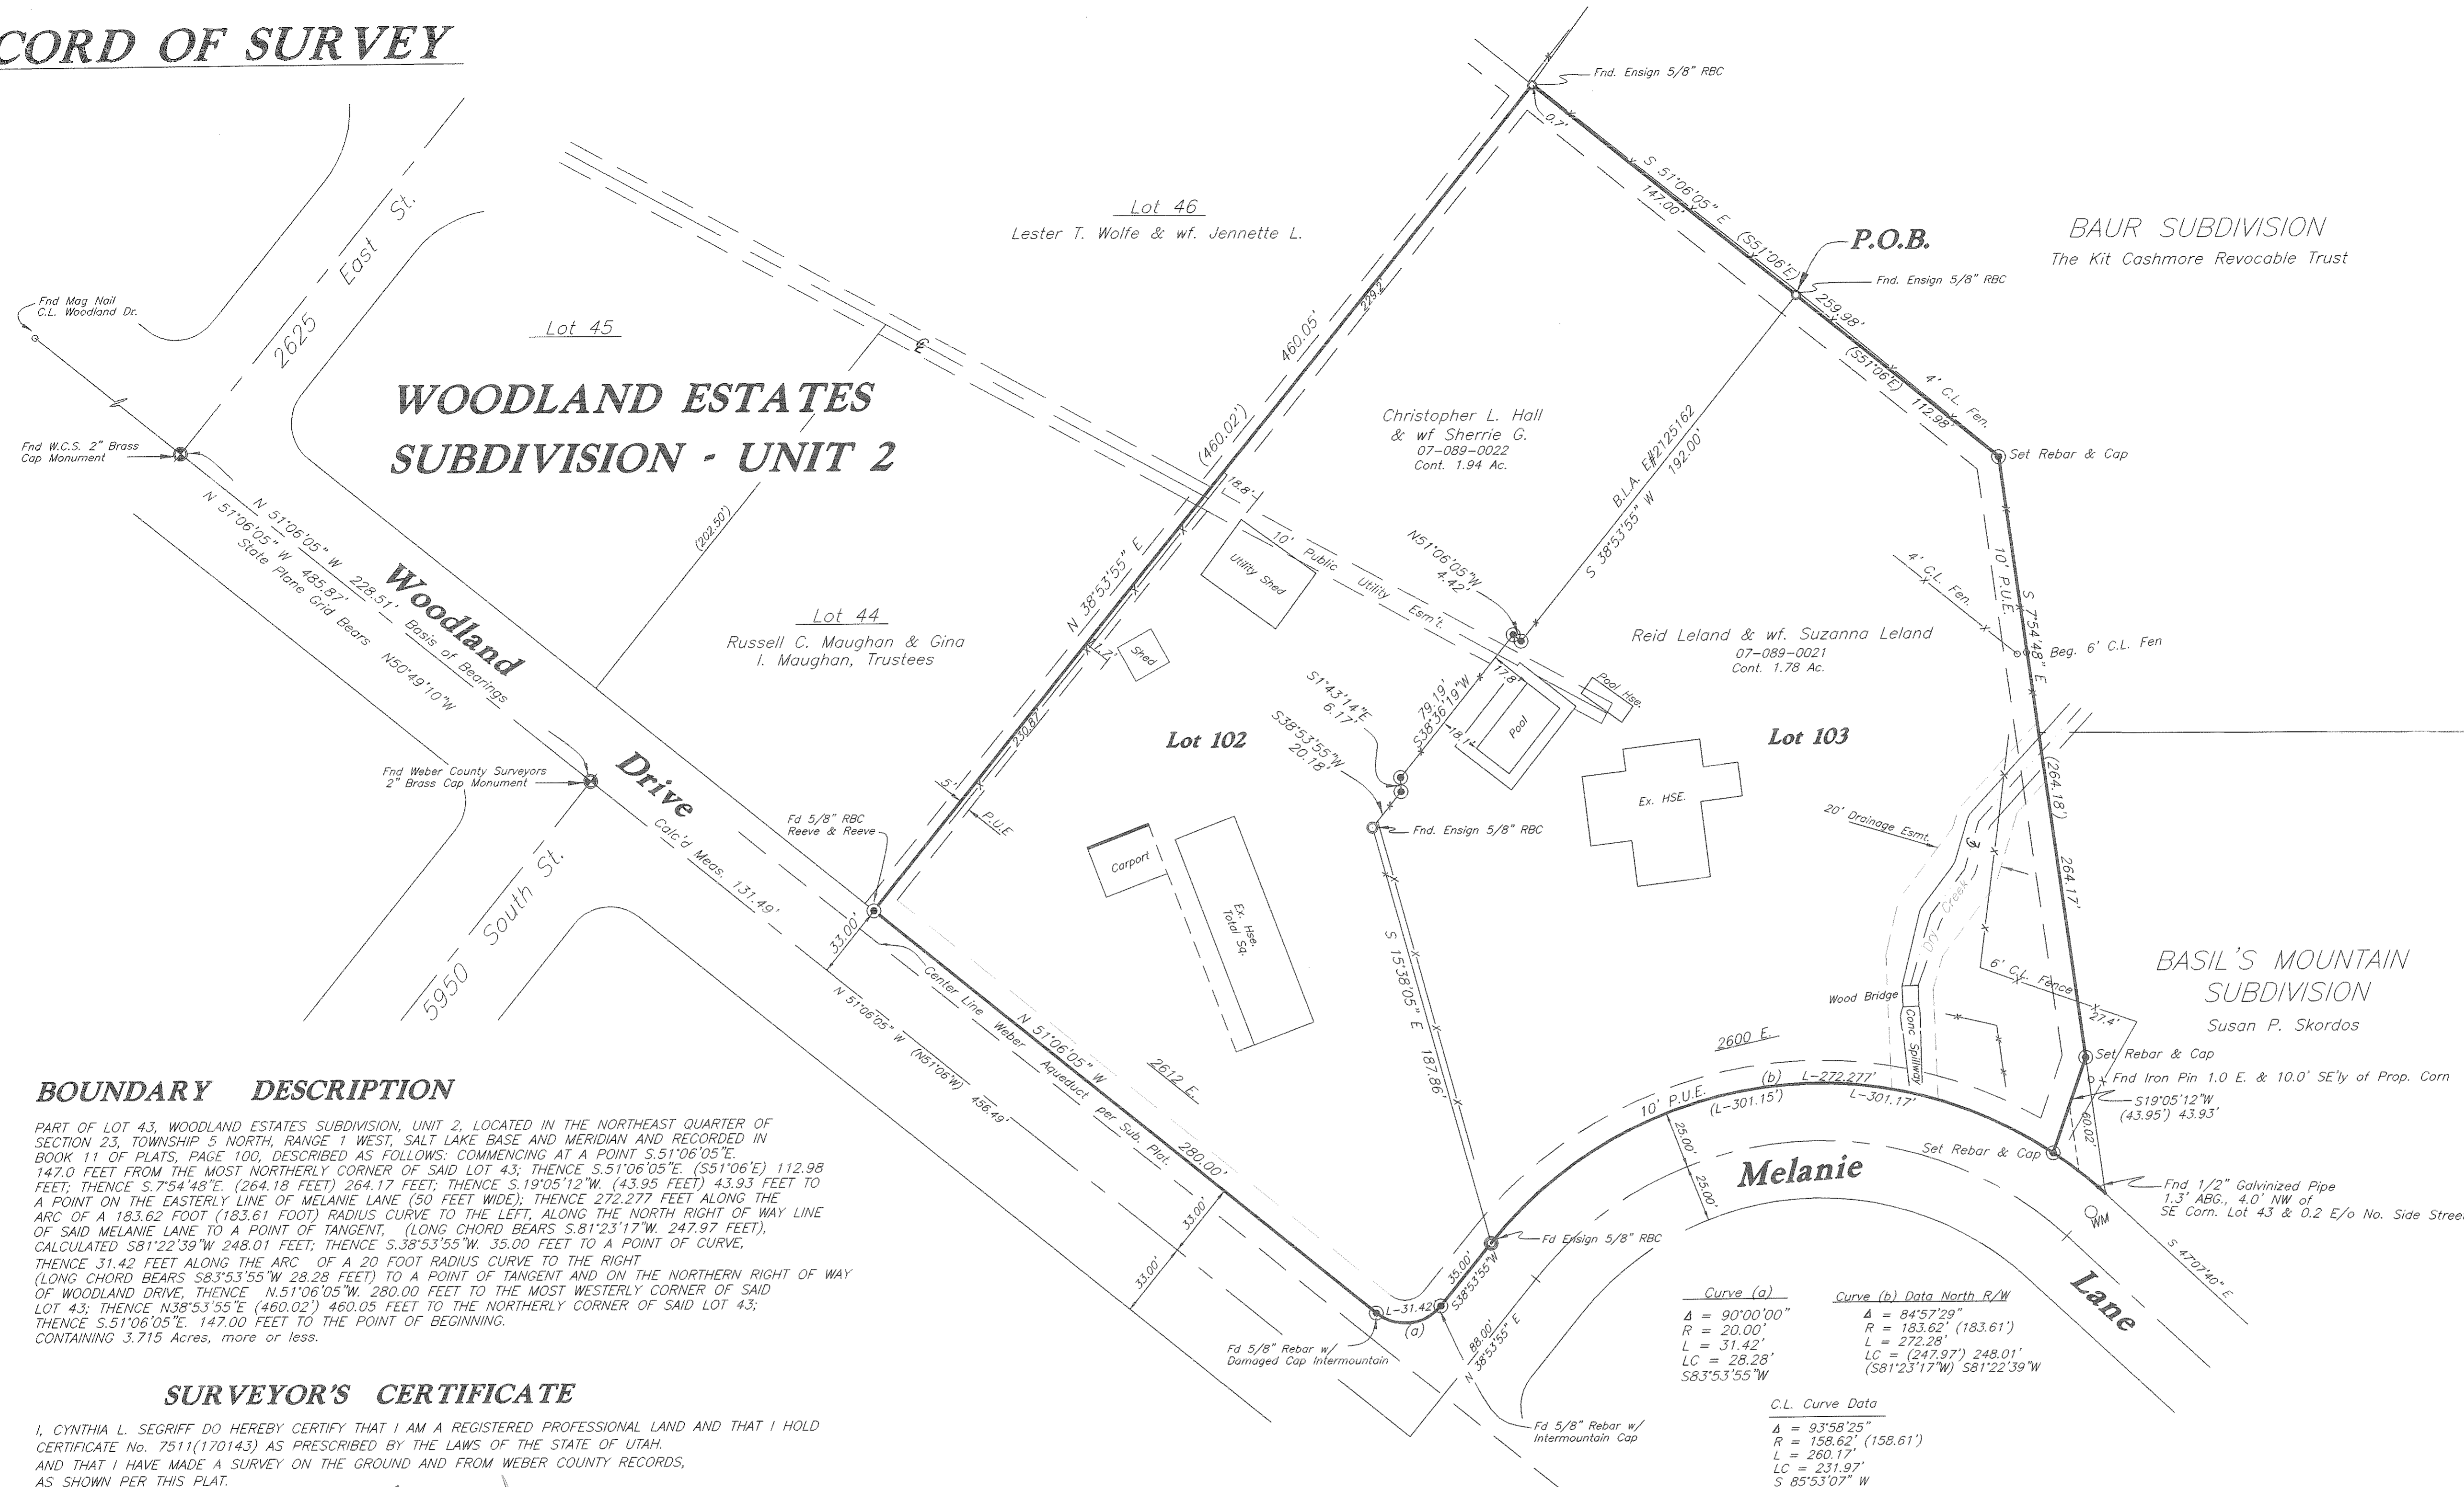 CORD OF SURVEY
Fnd. Ensign 5/8" RBC
0.7'
S 51°06'05" E
147.00'
(S51°06'E)
P.O.B.
Fnd. Ensign 5/8" RBC
259.98'
(S51°06'E)
112.98'
4' C.L. Fen.
BAUR SUBDIVISION
The Kit Cashmore Revocable Trust
Lot 46
Lester T. Wolfe & wf. Jennette L.
460.05'
229.2'
(460.02')
2625 East St.
Fnd Mag Nail
C.L. Woodland Dr.
Lot 45
WOODLAND ESTATES
SUBDIVISION - UNIT 2
Fnd W.C.S. 2" Brass
Cap Monument
Christopher L. Hall
& wf Sherrie G.
07-089-0022
Cont. 1.94 Ac.
B.L.A. E#2125162
S 38°53'55" W 192.00'
Set Rebar & Cap
18.8'
(202.50')
N 51°06'05" W 228.51' Basis of Bearings
N 51°06'05" W 485.87'
State Plane Grid Bears N50°49'10"W
Woodland
Drive
Utility Shed
10' Public Utility Esm't.
N51°06'05"W
4.42'
4' C.L. Fen.
10' P.U.E.
S 7°54'48" E
Beg. 6' C.L. Fen
N 38°53'55" E
Lot 44
Russell C. Maughan & Gina
I. Maughan, Trustees
11.7'
Shed
Reid Leland & wf. Suzanna Leland
07-089-0021
Cont. 1.78 Ac.
17.8'
Pool Hse.
Pool
18.1'
79.19'
S38°36'19"W
S1°43'14"E
6.17'
S38°53'55"W
20.18'
230.87'
Lot 102
Lot 103
Fnd Weber County Surveyors
2" Brass Cap Monument
Calc'd Meas. 131.49'
5'
P.U.E
Fd 5/8" RBC
Reeve & Reeve
Fnd. Ensign 5/8" RBC
Ex. HSE.
20' Drainage Esmt.
(264.18')
264.17'
Carport
Ex. Hse.
Total Sq.
Dry Creek
5950 South St.
33.00'
Center Line Weber Aqueduct per Sub. Plat.
N 51°06'05" W (N51°06'W) 456.49'
N 51°06'05" W
280.00'
2612 E.
S 15°38'05" E 187.86'
6' C.L. Fence
27.4'
Wood Bridge
Conc Spillway
BASIL'S MOUNTAIN
SUBDIVISION
Susan P. Skordos
2600 E.
Set Rebar & Cap
Fnd Iron Pin 1.0 E. & 10.0' SE'ly of Prop. Corn
S19°05'12"W
(43.95') 43.93'
60.02'
10' P.U.E.
(b) L-272.277'
(L-301.15')
L-301.17'
25.00'
25.00'
Melanie
Lane
Set Rebar & Cap
Fnd 1/2" Galvinized Pipe
1.3' ABG., 4.0' NW of
SE Corn. Lot 43 & 0.2 E/o No. Side Stree
WM
S 47°07'40" E
Fd Ensign 5/8" RBC
35.00'
S38°53'55"W
L-31.42'
(a)
33.00'
33.00'
88.00'
N 38°53'55" E
Fd 5/8" Rebar w/
Damaged Cap Intermountain
Fd 5/8" Rebar w/
Intermountain Cap
BOUNDARY DESCRIPTION
PART OF LOT 43, WOODLAND ESTATES SUBDIVISION, UNIT 2, LOCATED IN THE NORTHEAST QUARTER OF
SECTION 23, TOWNSHIP 5 NORTH, RANGE 1 WEST, SALT LAKE BASE AND MERIDIAN AND RECORDED IN
BOOK 11 OF PLATS, PAGE 100, DESCRIBED AS FOLLOWS: COMMENCING AT A POINT S.51°06'05"E.
147.0 FEET FROM THE MOST NORTHERLY CORNER OF SAID LOT 43; THENCE S.51°06'05"E. (S51°06'E) 112.98
FEET; THENCE S.7°54'48"E. (264.18 FEET) 264.17 FEET; THENCE S.19°05'12"W. (43.95 FEET) 43.93 FEET TO
A POINT ON THE EASTERLY LINE OF MELANIE LANE (50 FEET WIDE); THENCE 272.277 FEET ALONG THE
ARC OF A 183.62 FOOT (183.61 FOOT) RADIUS CURVE TO THE LEFT, ALONG THE NORTH RIGHT OF WAY LINE
OF SAID MELANIE LANE TO A POINT OF TANGENT, (LONG CHORD BEARS S.81°23'17"W. 247.97 FEET),
CALCULATED S81°22'39"W 248.01 FEET; THENCE S.38°53'55"W. 35.00 FEET TO A POINT OF CURVE,
THENCE 31.42 FEET ALONG THE ARC OF A 20 FOOT RADIUS CURVE TO THE RIGHT
(LONG CHORD BEARS S83°53'55"W 28.28 FEET) TO A POINT OF TANGENT AND ON THE NORTHERN RIGHT OF WAY
OF WOODLAND DRIVE, THENCE N.51°06'05"W. 280.00 FEET TO THE MOST WESTERLY CORNER OF SAID
LOT 43; THENCE N38°53'55"E (460.02') 460.05 FEET TO THE NORTHERLY CORNER OF SAID LOT 43;
THENCE S.51°06'05"E. 147.00 FEET TO THE POINT OF BEGINNING.
CONTAINING 3.715 Acres, more or less.
Curve (a)
Δ = 90°00'00"
R = 20.00'
L = 31.42'
LC = 28.28'
S83°53'55"W
Curve (b) Data North R/W
Δ = 84°57'29"
R = 183.62' (183.61')
L = 272.28'
LC = (247.97') 248.01'
(S81°23'17"W) S81°22'39"W
C.L. Curve Data
Δ = 93°58'25"
R = 158.62' (158.61')
L = 260.17'
LC = 231.97'
S 85°53'07" W
SURVEYOR'S CERTIFICATE
I, CYNTHIA L. SEGRIFF DO HEREBY CERTIFY THAT I AM A REGISTERED PROFESSIONAL LAND AND THAT I HOLD
CERTIFICATE No. 7511(170143) AS PRESCRIBED BY THE LAWS OF THE STATE OF UTAH.
AND THAT I HAVE MADE A SURVEY ON THE GROUND AND FROM WEBER COUNTY RECORDS,
AS SHOWN PER THIS PLAT.